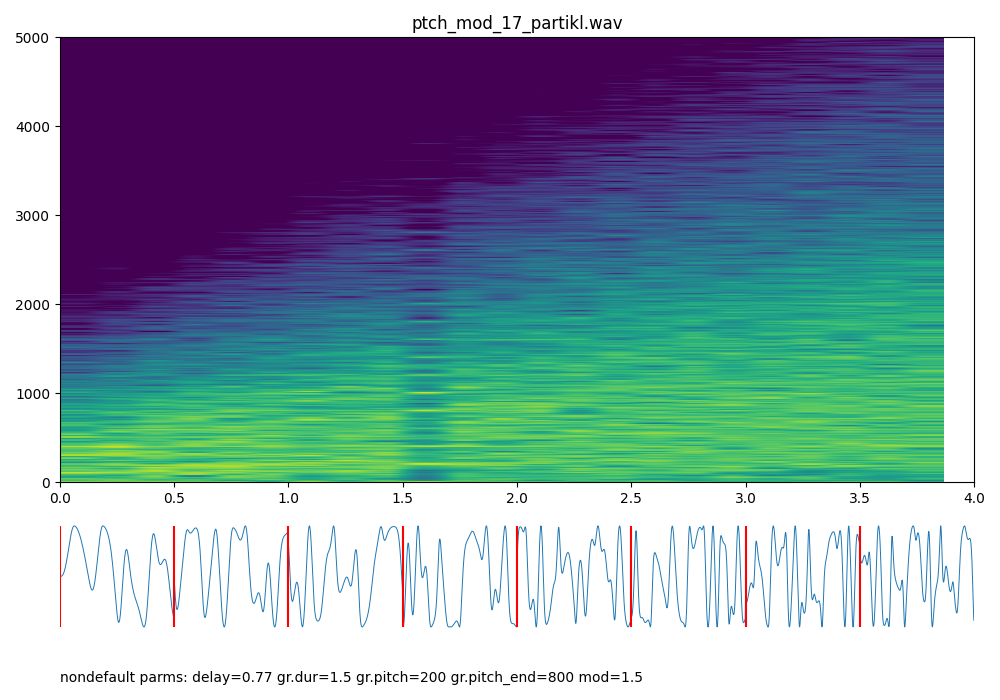 ptch_mod_17_partikl.wav
5000
4000
3000
2000
1000
0
0.0 0.5 1.0 1.5 2.0 2.5 3.0 3.5 4.0
nondefault parms: delay=0.77 gr.dur=1.5 gr.pitch=200 gr.pitch_end=800 mod=1.5